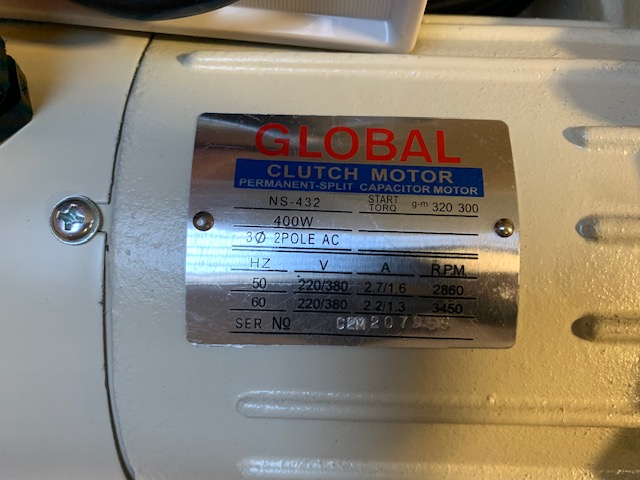 GLOBAL
CLUTCH MOTOR
PERMANENT-SPLIT CAPACITOR MOTOR
NS-432 START TORQ g-m 320 300
400W
3Ø 2POLE AC
HZ V A R.P.M
50 220/380 2.7/1.6 2860
60 220/380 2.2/1.3 3450
SER No